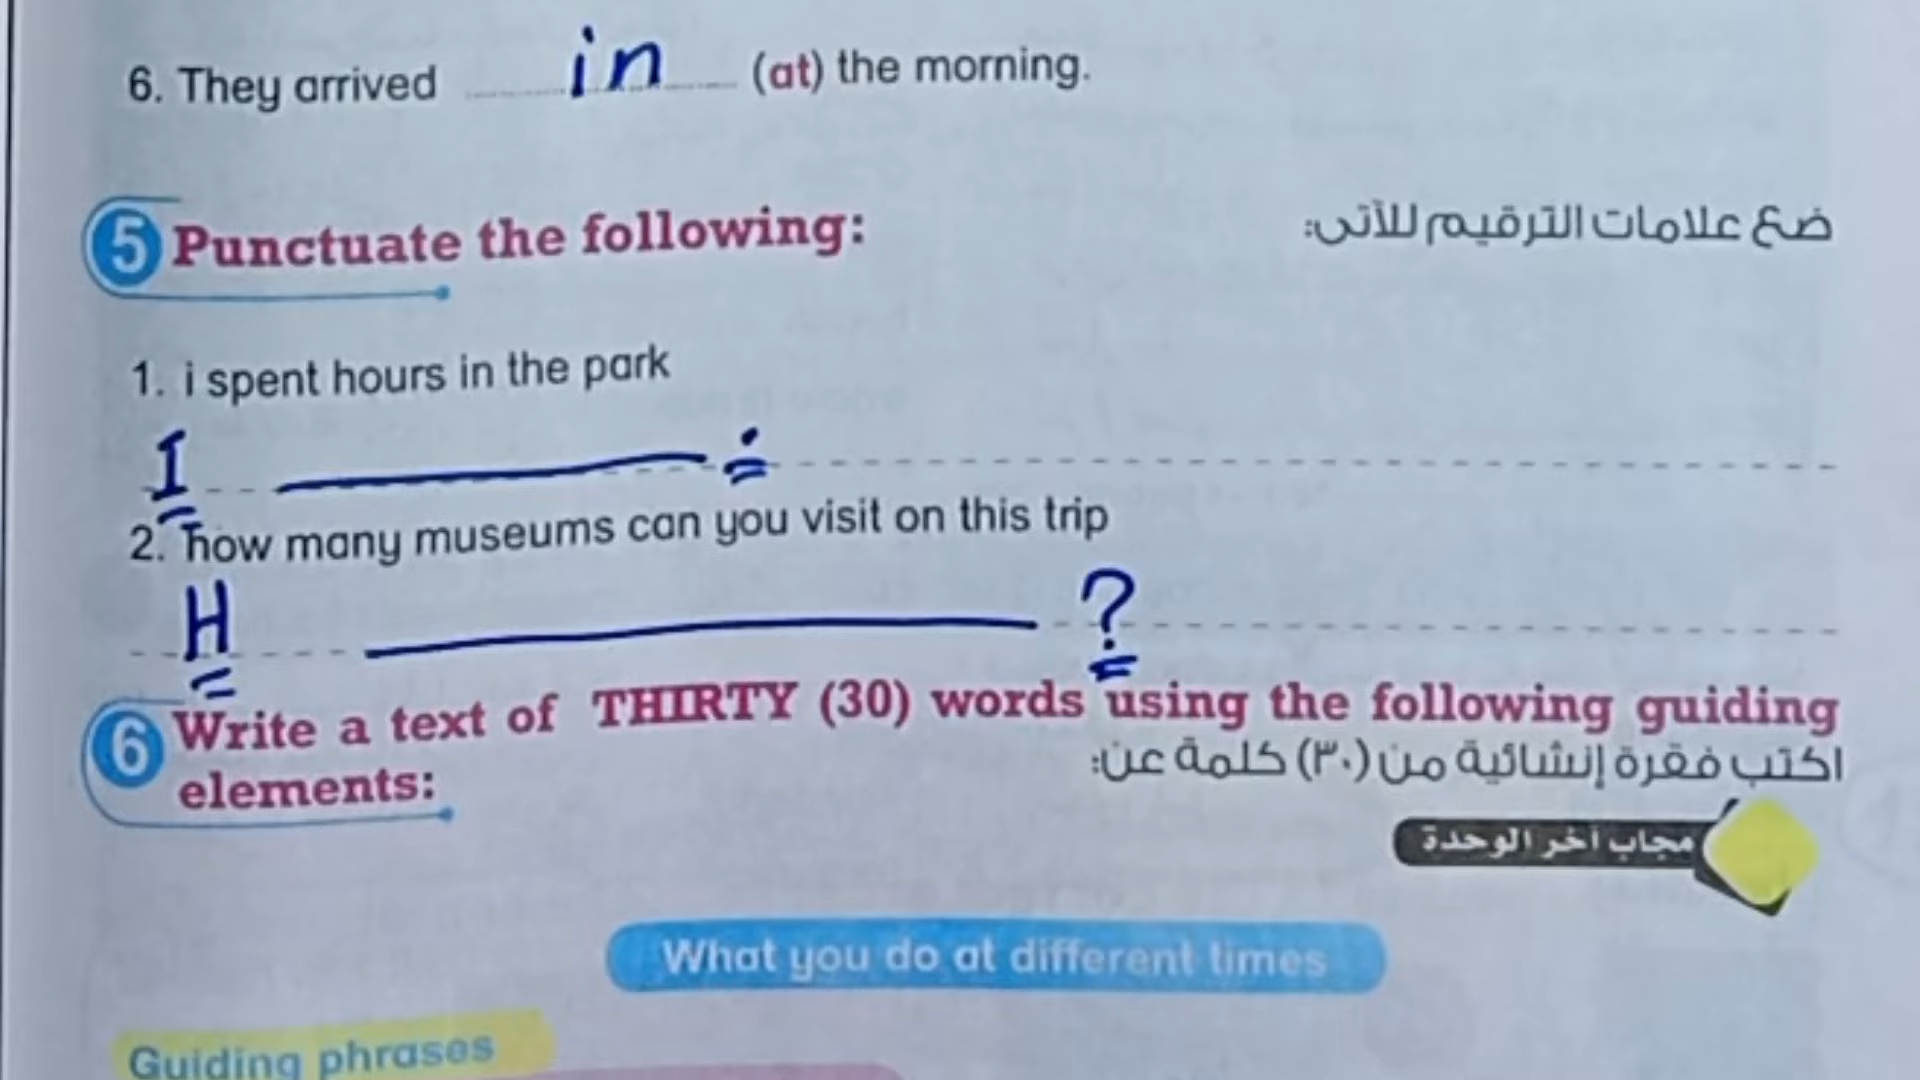 6. They arrived in (at) the morning.
5 Punctuate the following:
ضع علامات الترقيم للآتى:
1. i spent hours in the park
I .
2. how many museums can you visit on this trip
H ?
6 Write a text of THIRTY (30) words using the following guiding
elements:
اكتب فقرة إنشائية من (٣٠) كلمة عن:
مجاب آخر الوحدة
What you do at different times
Guiding phrases